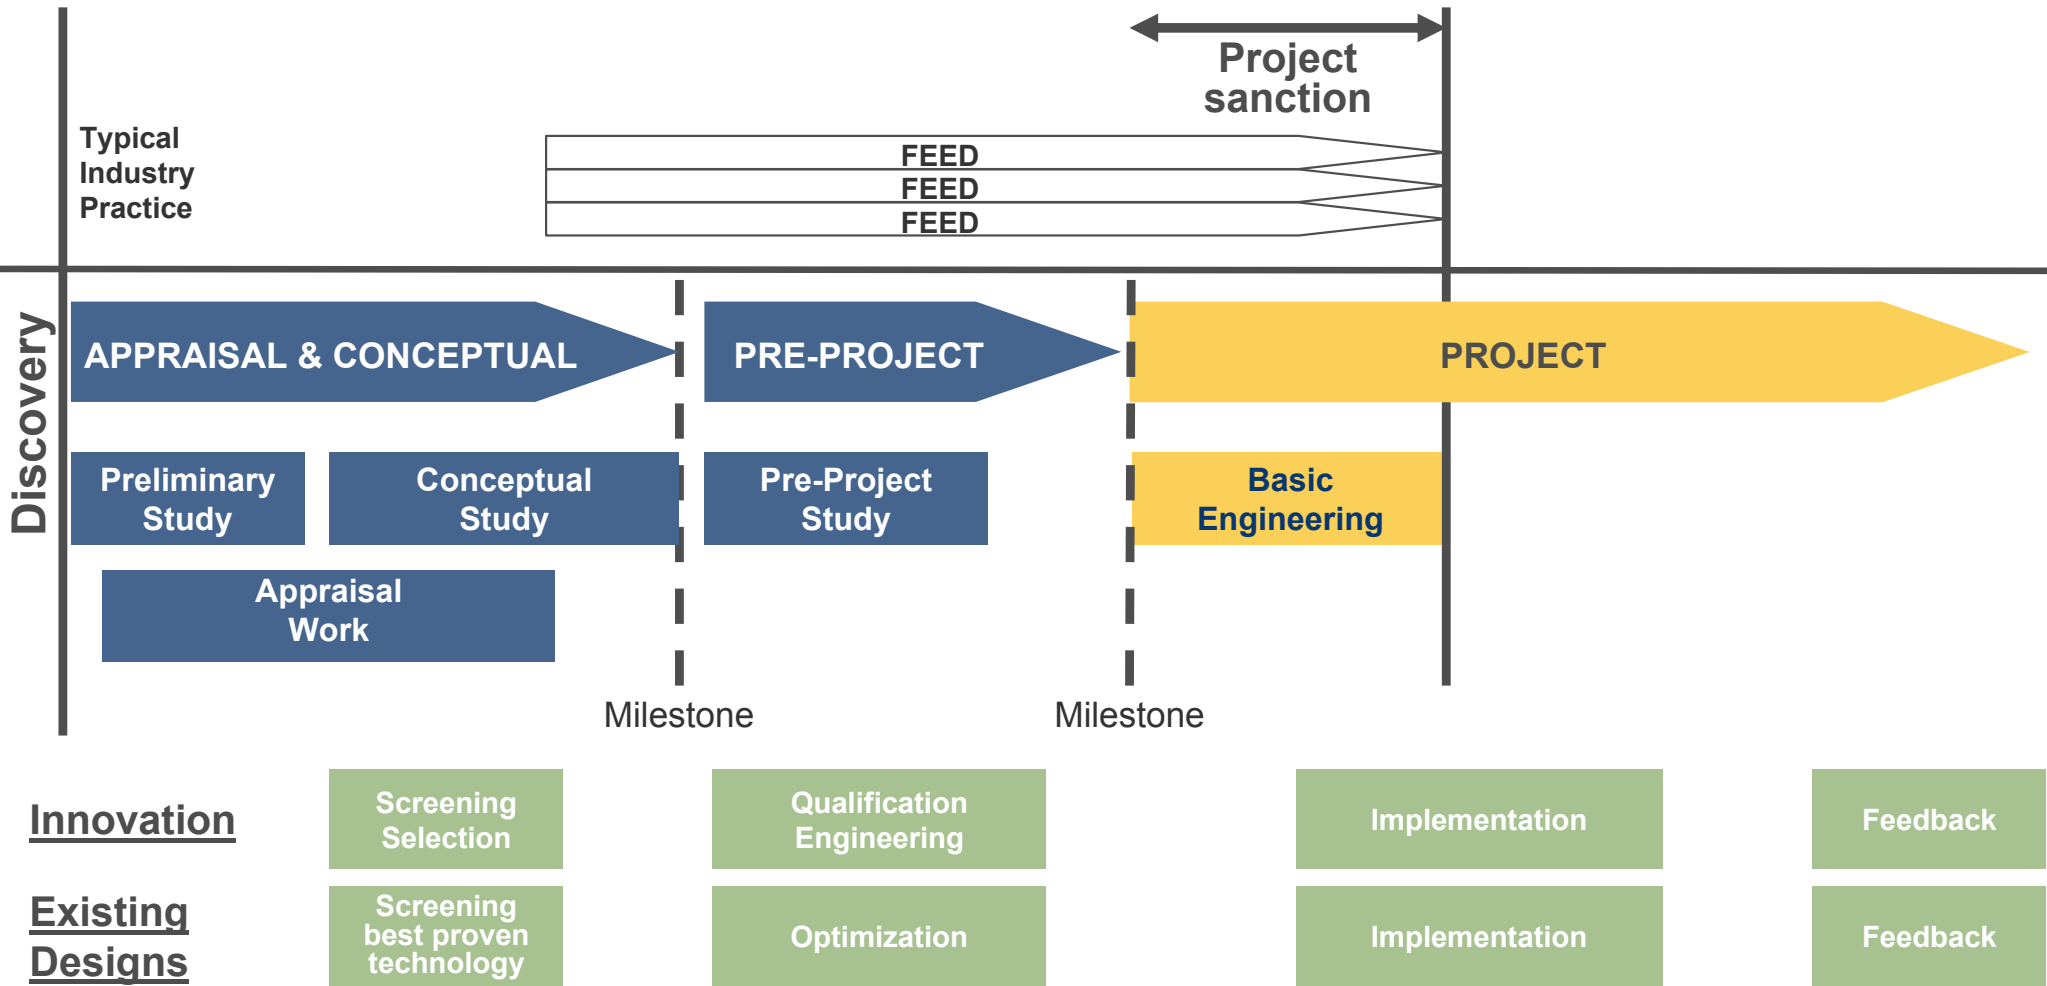 Project
sanction
Typical
Industry
Practice
FEED
FEED
FEED
Discovery
APPRAISAL & CONCEPTUAL
PRE-PROJECT
PROJECT
Preliminary
Study
Conceptual
Study
Pre-Project
Study
Basic
Engineering
Appraisal
Work
Milestone
Milestone
Innovation
Screening
Selection
Qualification
Engineering
Implementation
Feedback
Existing
Designs
Screening
best proven
technology
Optimization
Implementation
Feedback